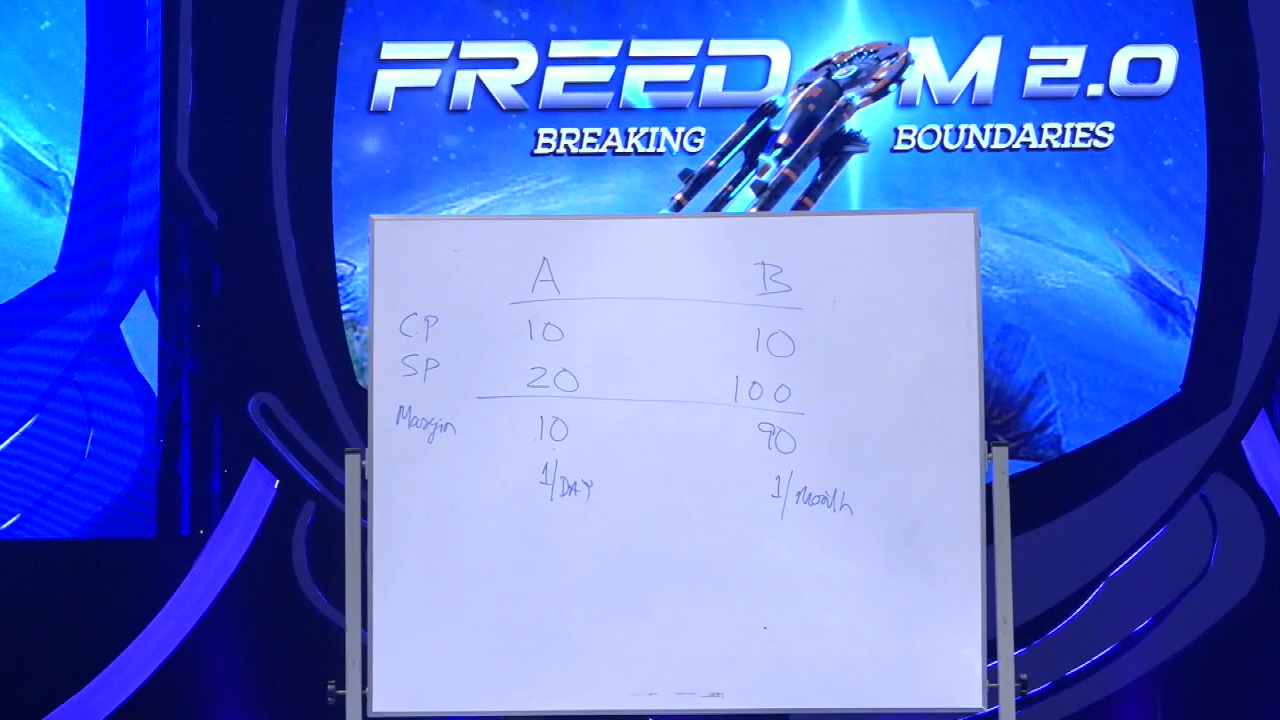 FREEDOM 2.0
BREAKING BOUNDARIES
A B
C.P 10 10
SP 20 100
Margin 10 90
1/DAY 1/Month